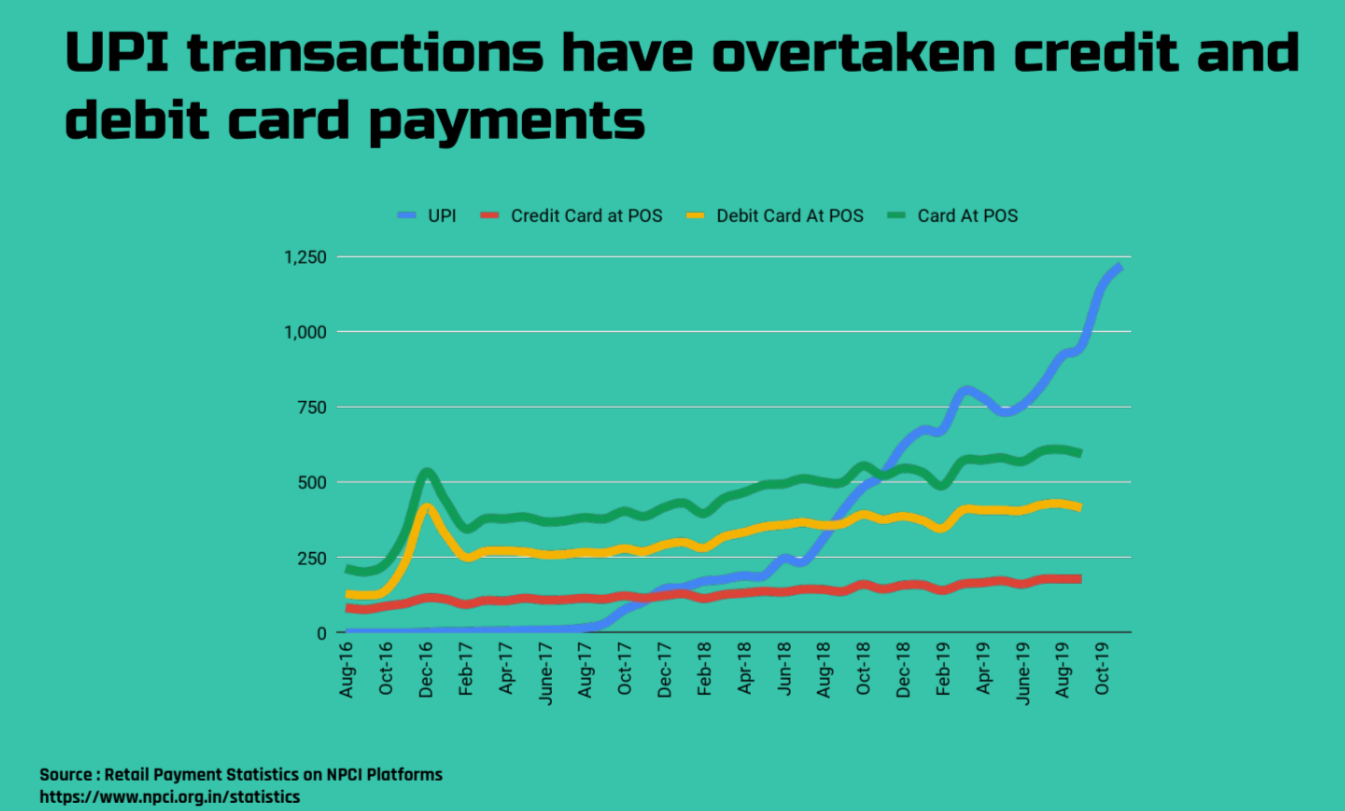 UPI transactions have overtaken credit and
debit card payments
UPI Credit Card at POS Debit Card At POS Card At POS
1,250
1,000
750
500
250
0
Aug-16 Oct-16 Dec-16 Feb-17 Apr-17 June-17 Aug-17 Oct-17 Dec-17 Feb-18 Apr-18 Jun-18 Aug-18 Oct-18 Dec-18 Feb-19 Apr-19 June-19 Aug-19 Oct-19
Source : Retail Payment Statistics on NPCI Platforms
https://www.npci.org.in/statistics